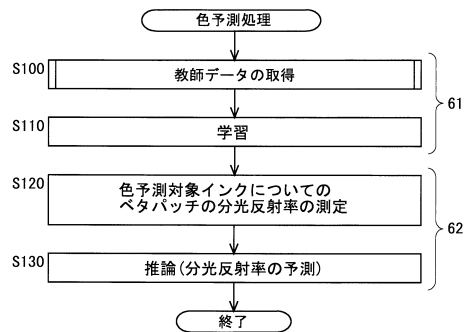 色予測処理
S100
教師データの取得
61
S110
学習
S120
色予測対象インクについての
ベタパッチの分光反射率の測定
62
S130
推論(分光反射率の予測)
終了